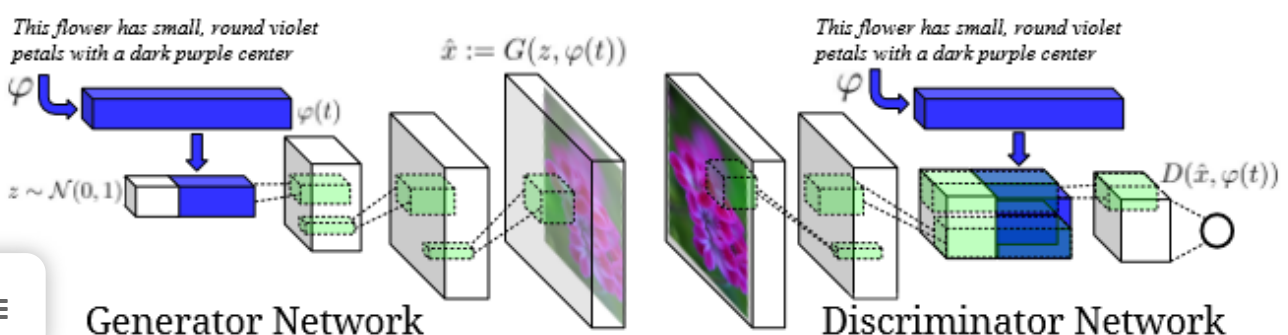 This flower has small, round violet
petals with a dark purple center
φ
φ(t)
z ∼ 𝒩(0, 1)
x̂ := G(z, φ(t))
Generator Network
This flower has small, round violet
petals with a dark purple center
φ
D(x̂, φ(t))
Discriminator Network